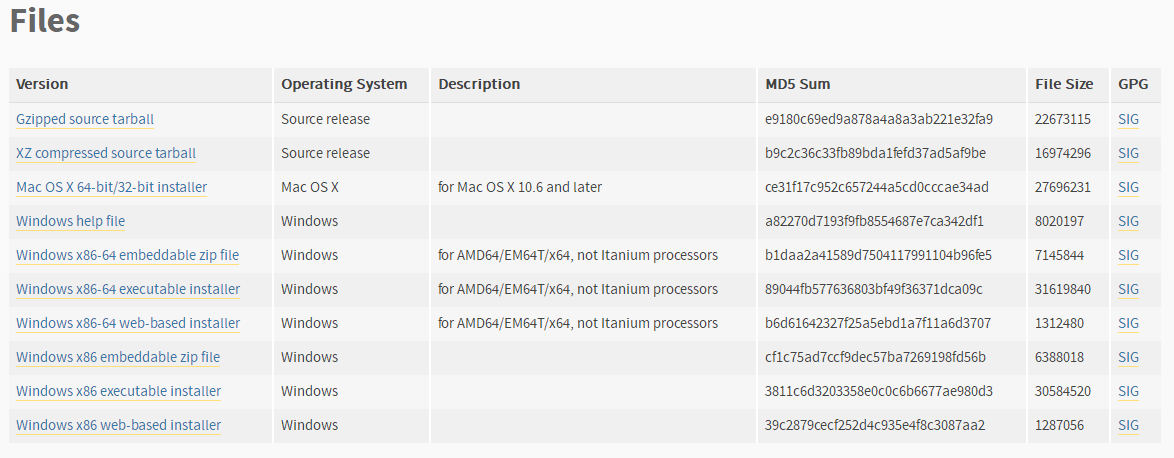 Files
Version Operating System Description MD5 Sum File Size GPG
Gzipped source tarball Source release e9180c69ed9a878a4a8a3ab221e32fa9 22673115 SIG
XZ compressed source tarball Source release b9c2c36c33fb89bda1fefd37ad5af9be 16974296 SIG
Mac OS X 64-bit/32-bit installer Mac OS X for Mac OS X 10.6 and later ce31f17c952c657244a5cd0cccae34ad 27696231 SIG
Windows help file Windows a82270d7193f9fb8554687e7ca342df1 8020197 SIG
Windows x86-64 embeddable zip file Windows for AMD64/EM64T/x64, not Itanium processors b1daa2a41589d7504117991104b96fe5 7145844 SIG
Windows x86-64 executable installer Windows for AMD64/EM64T/x64, not Itanium processors 89044fb577636803bf49f36371dca09c 31619840 SIG
Windows x86-64 web-based installer Windows for AMD64/EM64T/x64, not Itanium processors b6d61642327f25a5ebd1a7f11a6d3707 1312480 SIG
Windows x86 embeddable zip file Windows cf1c75ad7ccf9dec57ba7269198fd56b 6388018 SIG
Windows x86 executable installer Windows 3811c6d3203358e0c0c6b6677ae980d3 30584520 SIG
Windows x86 web-based installer Windows 39c2879cecf252d4c935e4f8c3087aa2 1287056 SIG